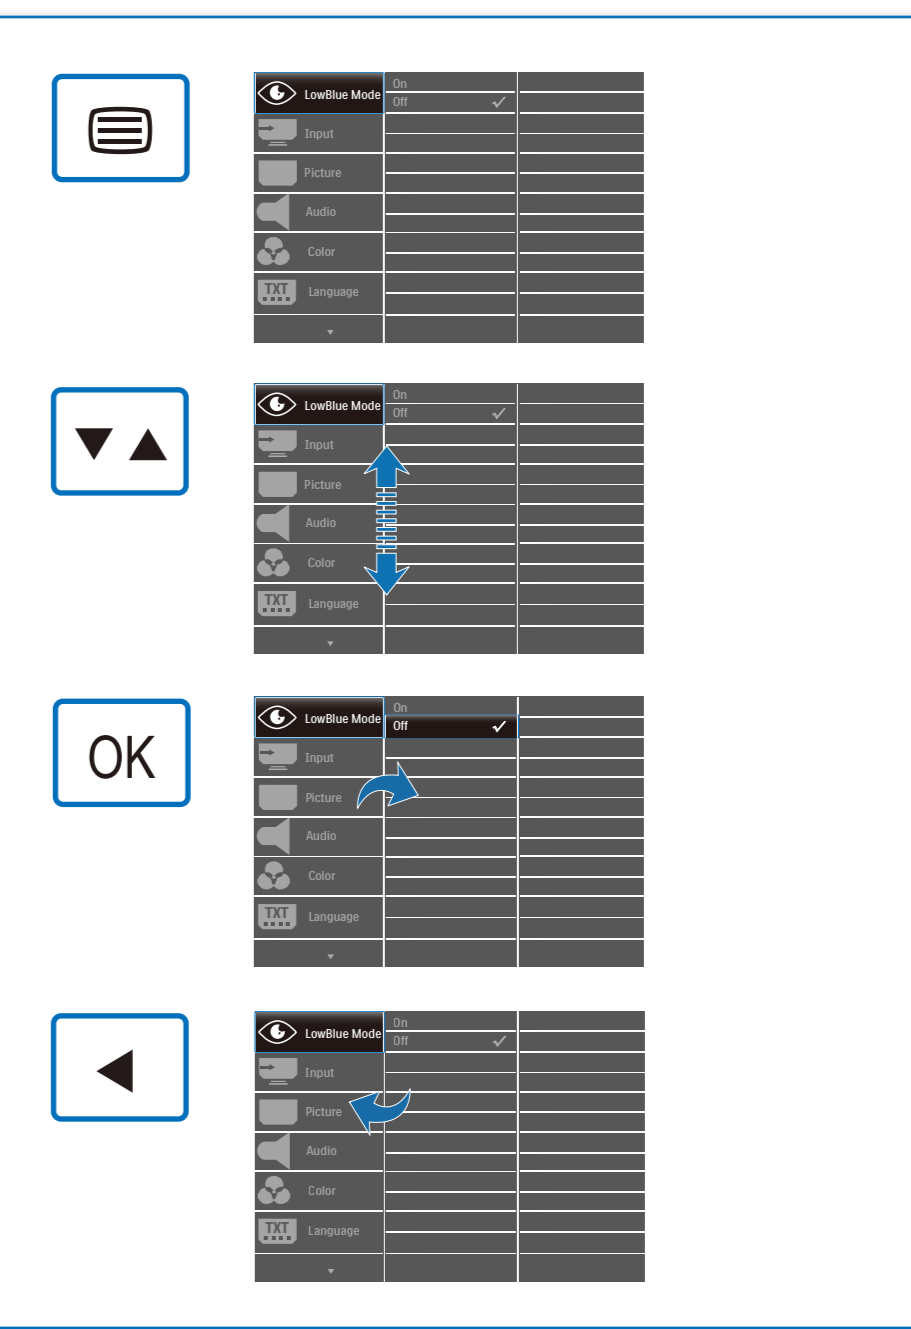 LowBlue Mode
On
Off
Input
Picture
Audio
Color
TXT
Language
LowBlue Mode
On
Off
Input
Picture
Audio
Color
TXT
Language
OK
LowBlue Mode
On
Off
Input
Picture
Audio
Color
TXT
Language
LowBlue Mode
On
Off
Input
Picture
Audio
Color
TXT
Language